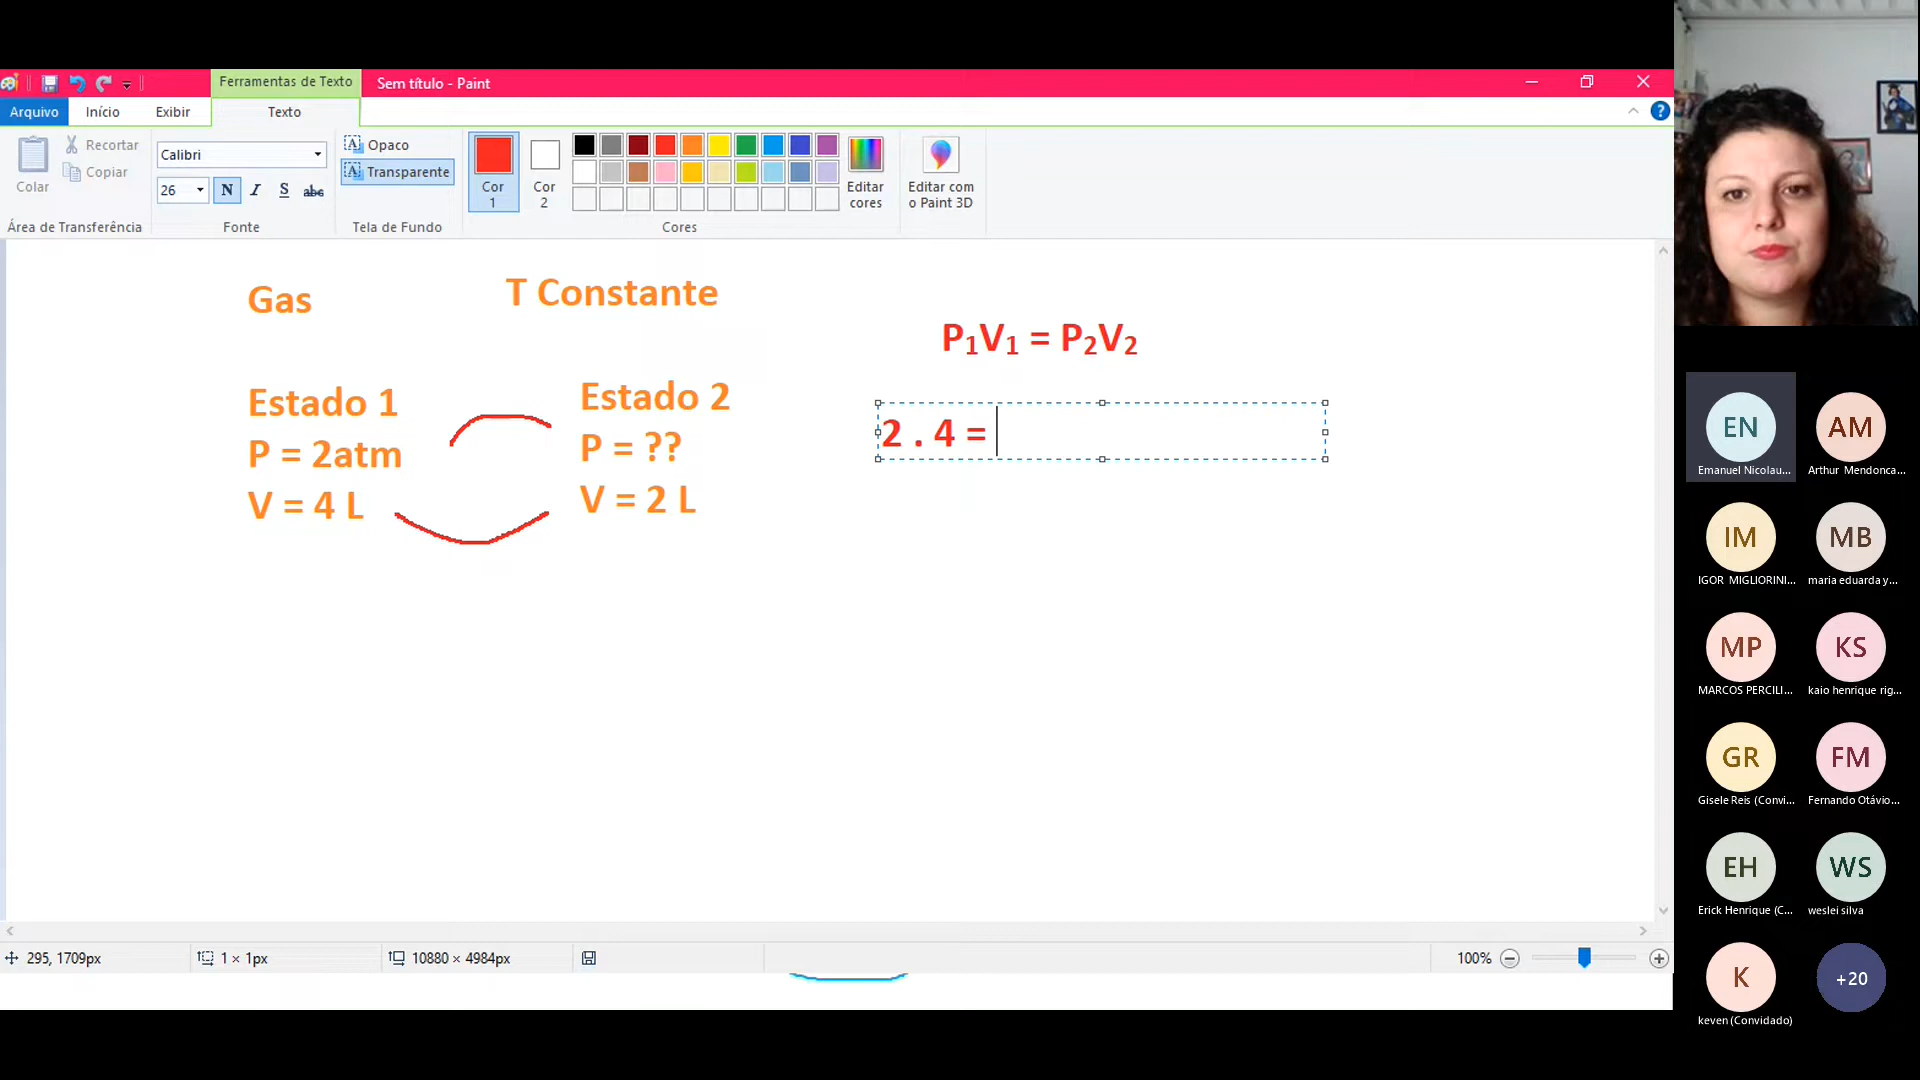 Ferramentas de Texto
Sem título - Paint
Arquivo
Início
Exibir
Texto
Colar
Recortar
Copiar
Área de Transferência
Calibri
26
N I S abc
Fonte
Opaco
Transparente
Tela de Fundo
Cor 1
Cor 2
Cores
Editar cores
Editar com o Paint 3D
Gas
T Constante
P₁V₁ = P₂V₂
Estado 1
P = 2atm
V = 4 L
Estado 2
P = ??
V = 2 L
2 . 4 =
295, 1709px
1 × 1px
10880 × 4984px
100%
EN
Emanuel Nicolau...
AM
Arthur Mendonca...
IM
IGOR MIGLIORINI...
MB
maria eduarda y...
MP
MARCOS PERCILI...
KS
kaio henrique rig...
GR
Gisele Reis (Convi...
FM
Fernando Otávio...
EH
Erick Henrique (C...
WS
weslei silva
K
keven (Convidado)
+20